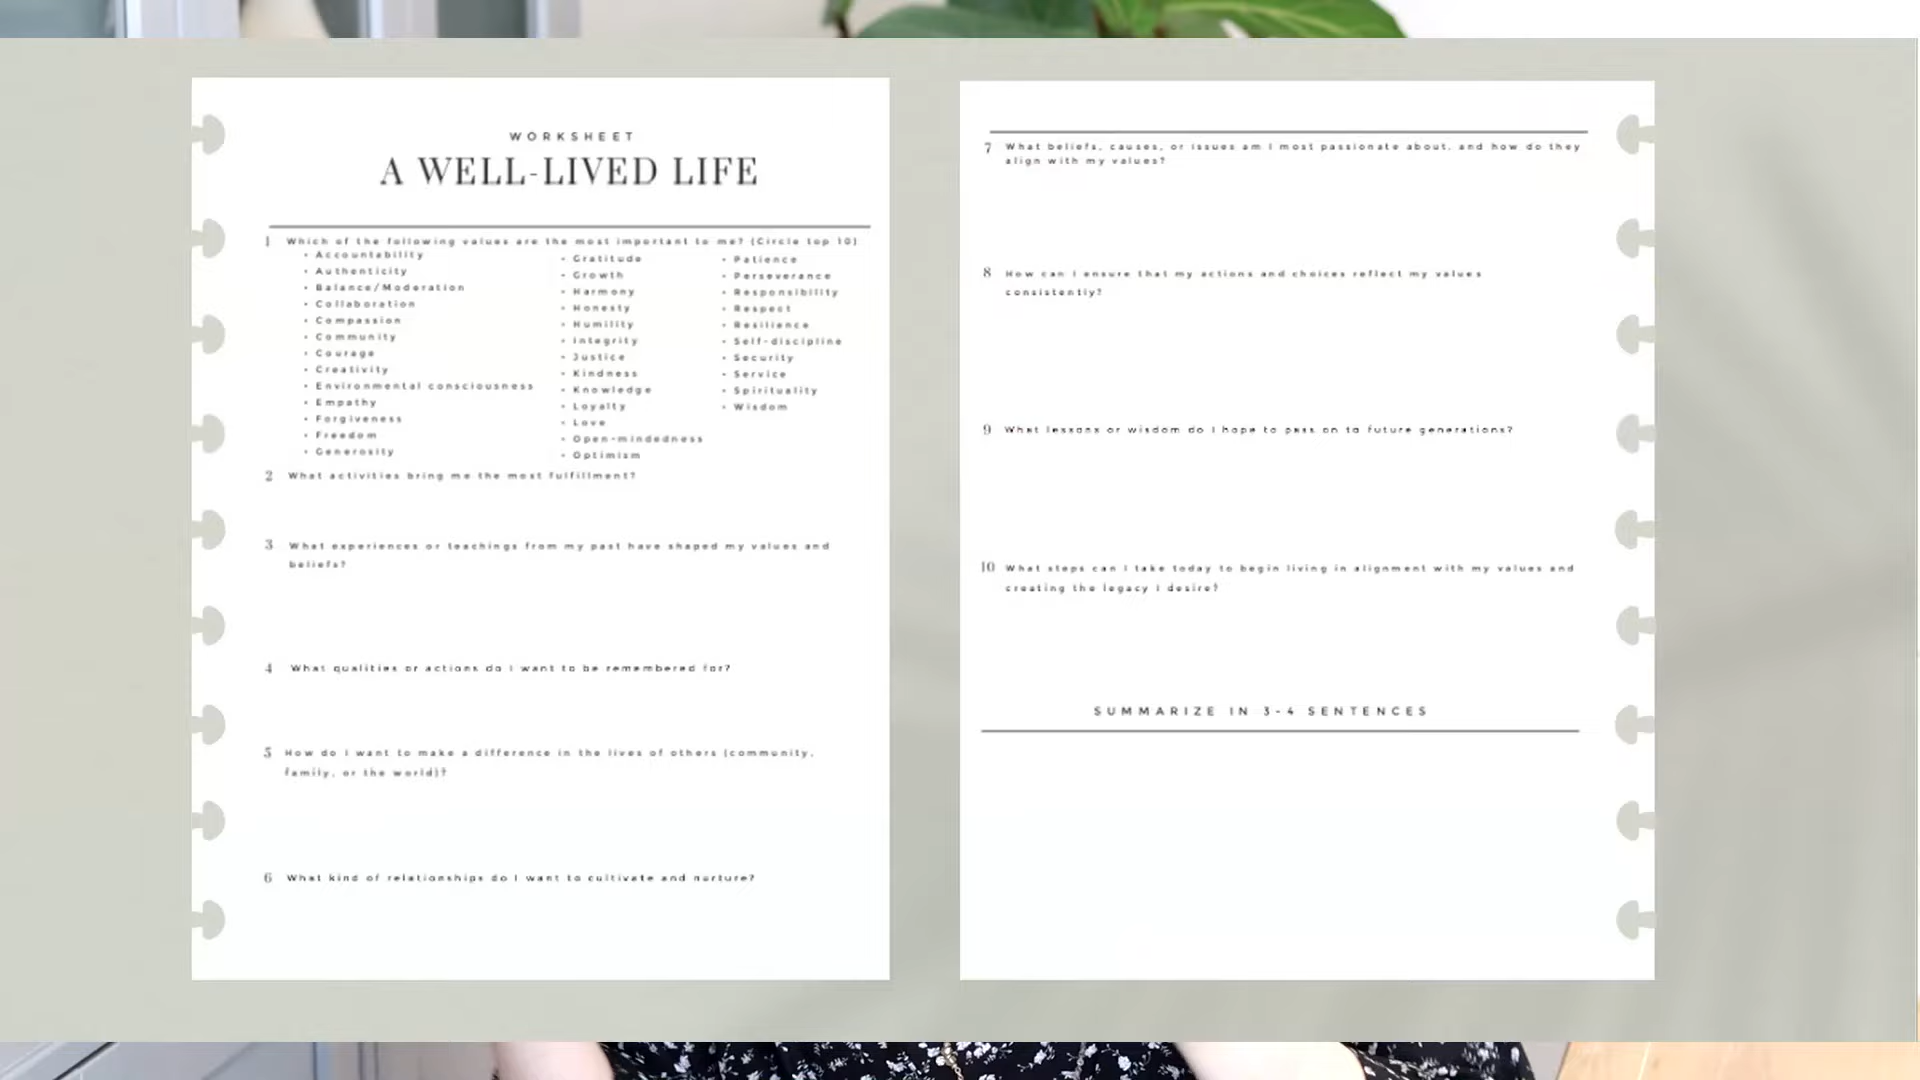 WORKSHEET
A WELL-LIVED LIFE
1 Which of the following values are the most important to me? (Circle top 10)
• Accountability
• Authenticity
• Balance/Moderation
• Collaboration
• Compassion
• Community
• Courage
• Creativity
• Environmental consciousness
• Empathy
• Forgiveness
• Freedom
• Generosity
• Gratitude
• Growth
• Harmony
• Honesty
• Humility
• Integrity
• Justice
• Kindness
• Knowledge
• Loyalty
• Love
• Open-mindedness
• Optimism
• Patience
• Perseverance
• Responsibility
• Respect
• Resilience
• Self-discipline
• Security
• Service
• Spirituality
• Wisdom
2 What activities bring me the most fulfillment?
3 What experiences or teachings from my past have shaped my values and
beliefs?
4 What qualities or actions do I want to be remembered for?
5 How do I want to make a difference in the lives of others (community,
family, or the world)?
6 What kind of relationships do I want to cultivate and nurture?
7 What beliefs, causes, or issues am I most passionate about, and how do they
align with my values?
8 How can I ensure that my actions and choices reflect my values
consistently?
9 What lessons or wisdom do I hope to pass on to future generations?
10 What steps can I take today to begin living in alignment with my values and
creating the legacy I desire?
SUMMARIZE IN 3-4 SENTENCES